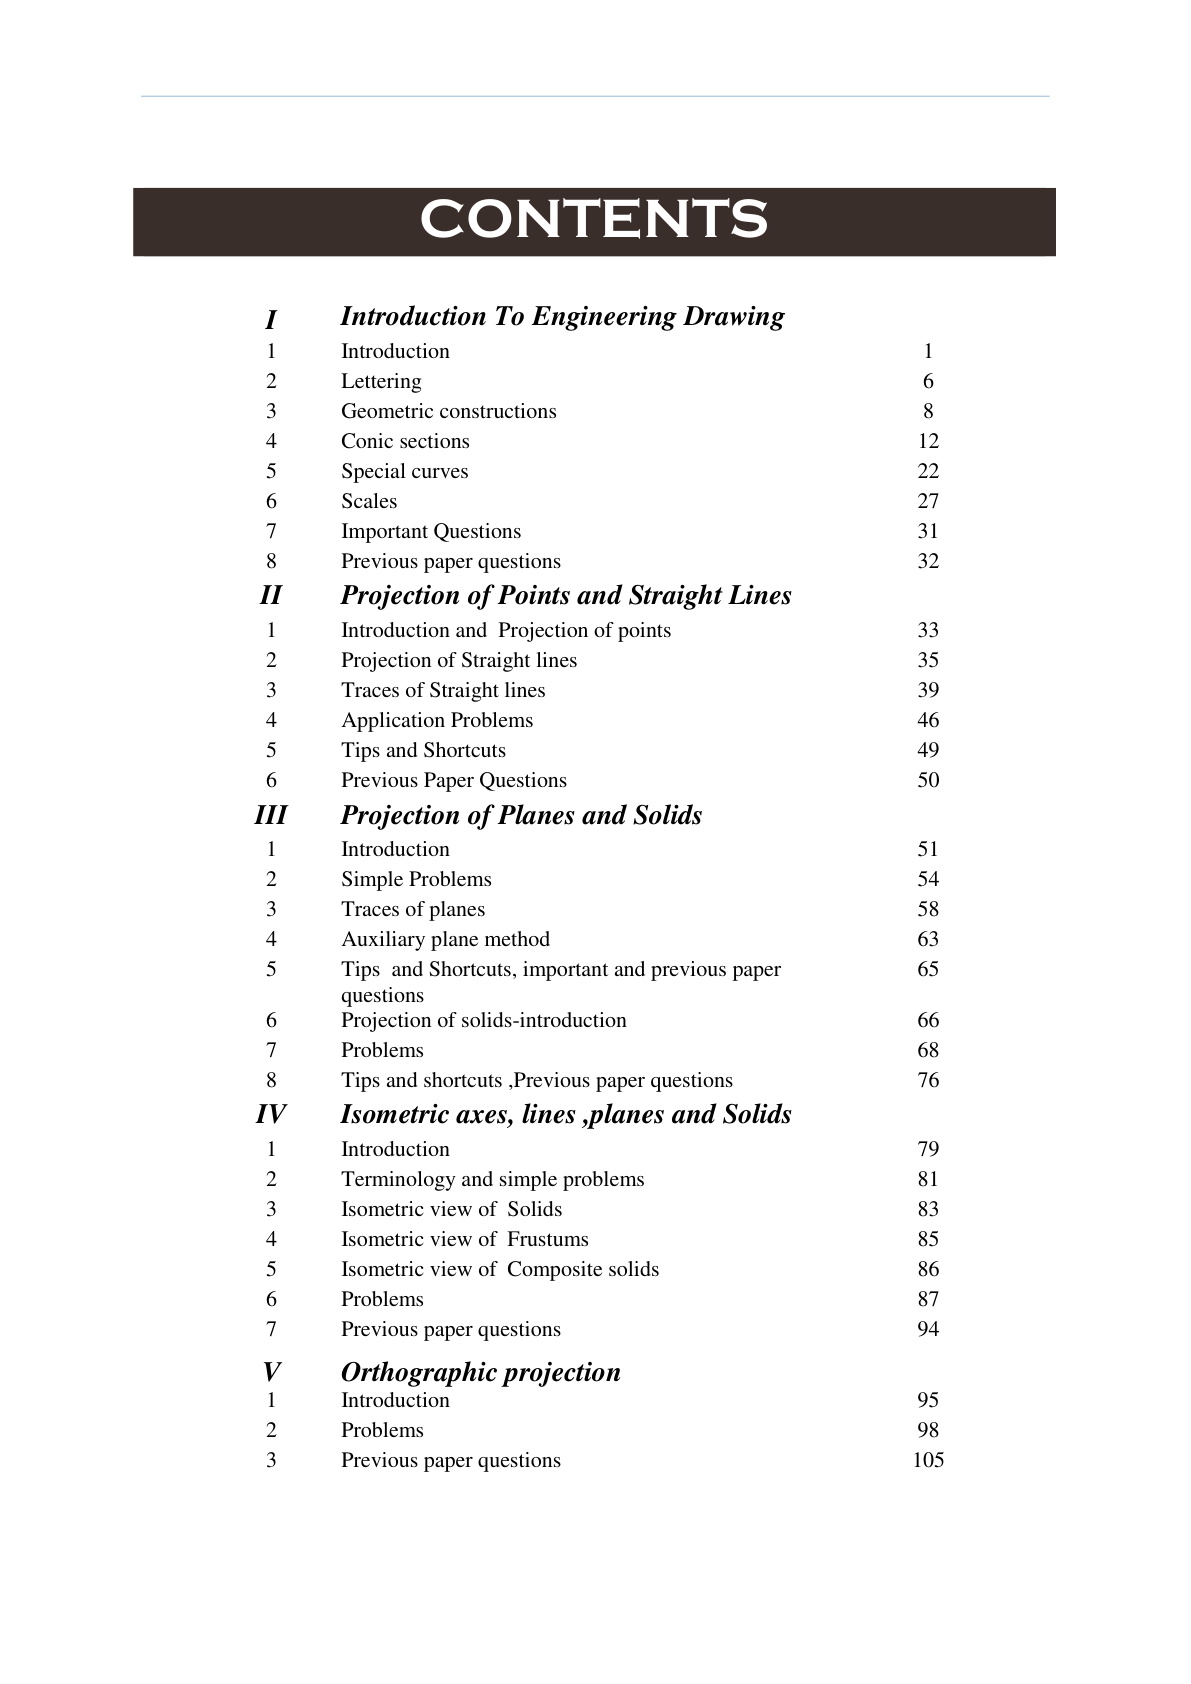 CONTENTS
I Introduction To Engineering Drawing
1 Introduction 1
2 Lettering 6
3 Geometric constructions 8
4 Conic sections 12
5 Special curves 22
6 Scales 27
7 Important Questions 31
8 Previous paper questions 32
II Projection of Points and Straight Lines
1 Introduction and  Projection of points 33
2 Projection of Straight lines 35
3 Traces of Straight lines 39
4 Application Problems 46
5 Tips and Shortcuts 49
6 Previous Paper Questions 50
III Projection of Planes and Solids
1 Introduction 51
2 Simple Problems 54
3 Traces of planes 58
4 Auxiliary plane method 63
5 Tips  and Shortcuts, important and previous paper 65
questions
6 Projection of solids-introduction 66
7 Problems 68
8 Tips and shortcuts ,Previous paper questions 76
IV Isometric axes, lines ,planes and Solids
1 Introduction 79
2 Terminology and simple problems 81
3 Isometric view of  Solids 83
4 Isometric view of  Frustums 85
5 Isometric view of  Composite solids 86
6 Problems 87
7 Previous paper questions 94
V Orthographic projection
1 Introduction 95
2 Problems 98
3 Previous paper questions 105